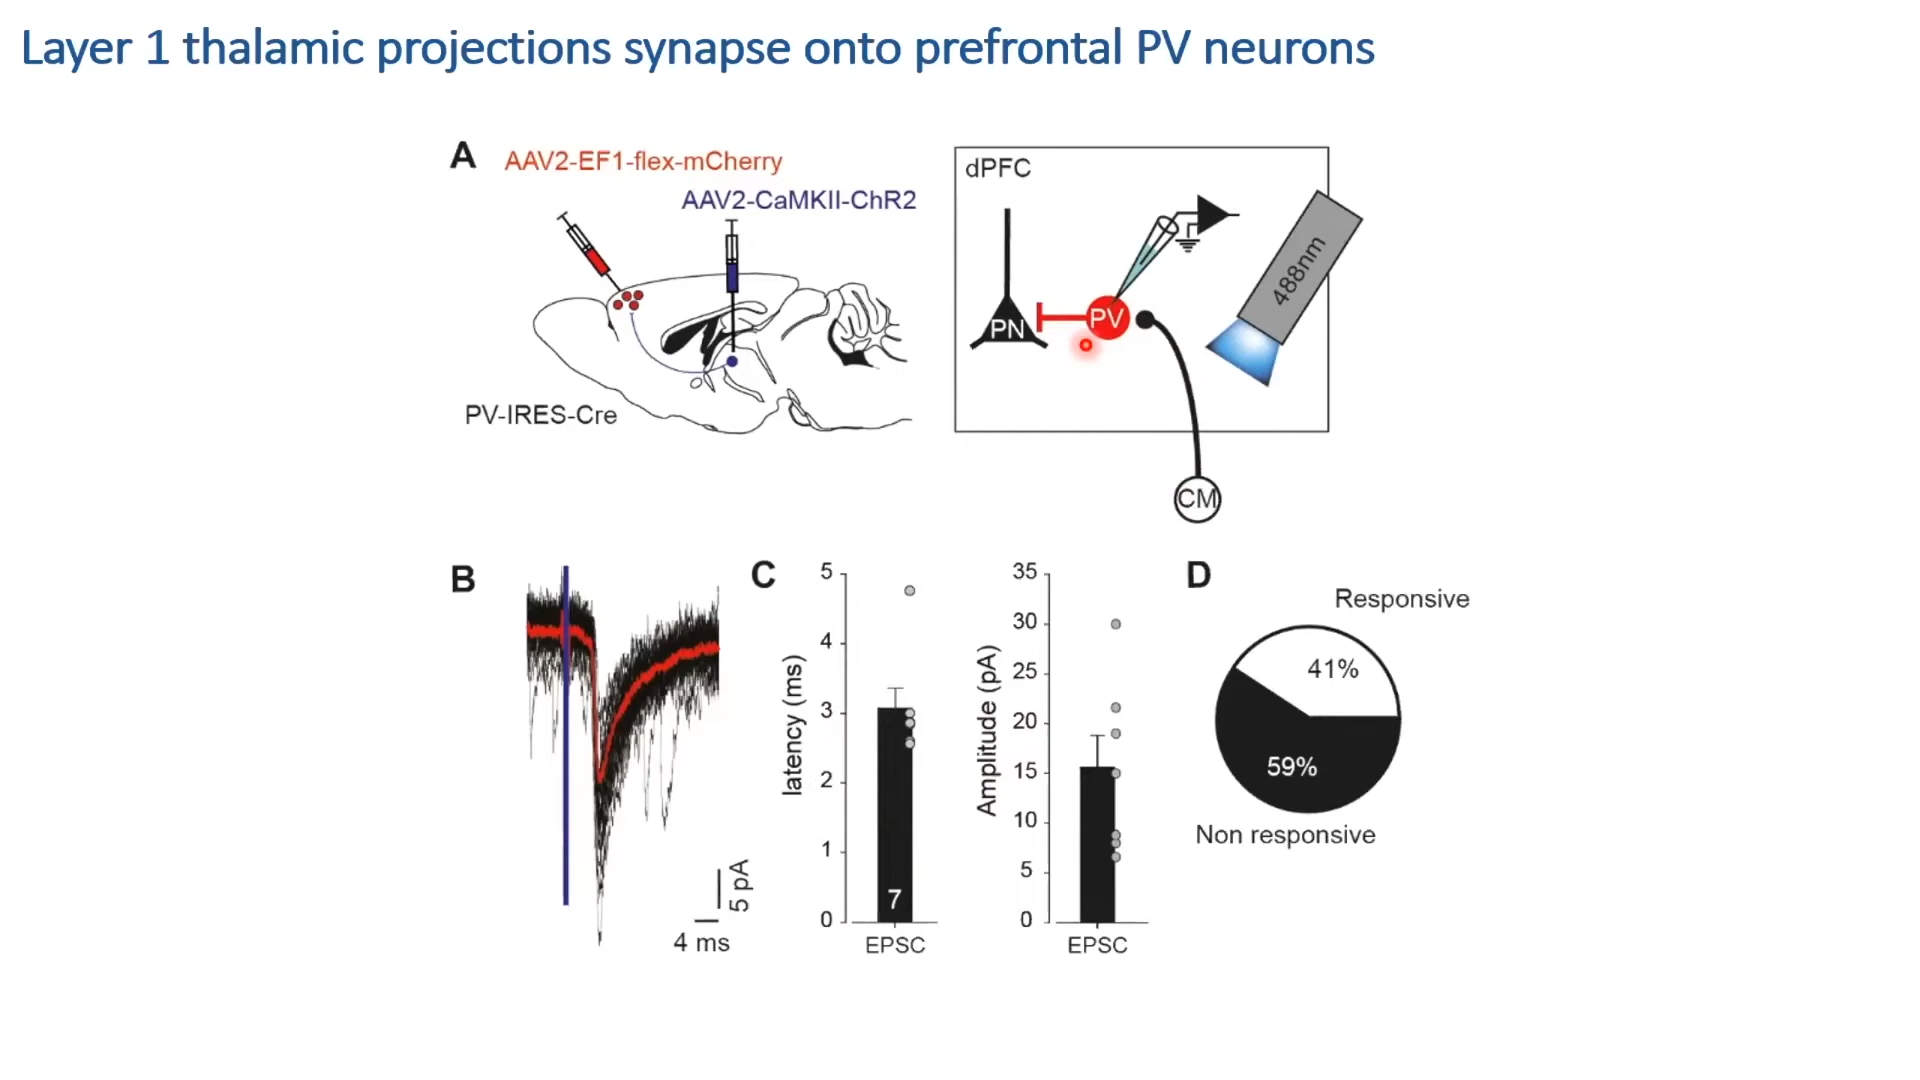 Layer 1 thalamic projections synapse onto prefrontal PV neurons
A
AAV2-EF1-flex-mCherry
AAV2-CaMKII-ChR2
PV-IRES-Cre
dPFC
PN
PV
488nm
CM
B
5 pA
4 ms
C
latency (ms)
5
4
3
2
1
0
7
EPSC
Amplitude (pA)
35
30
25
20
15
10
5
0
EPSC
D
Responsive
41%
59%
Non responsive